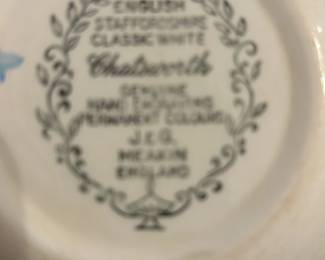 ENGLISH
STAFFORDSHIRE
CLASSIC WHITE
Chatsworth
GENUINE
HAND ENGRAVING
PERMANENT COLOURS
J.&G.
MEAKIN
ENGLAND